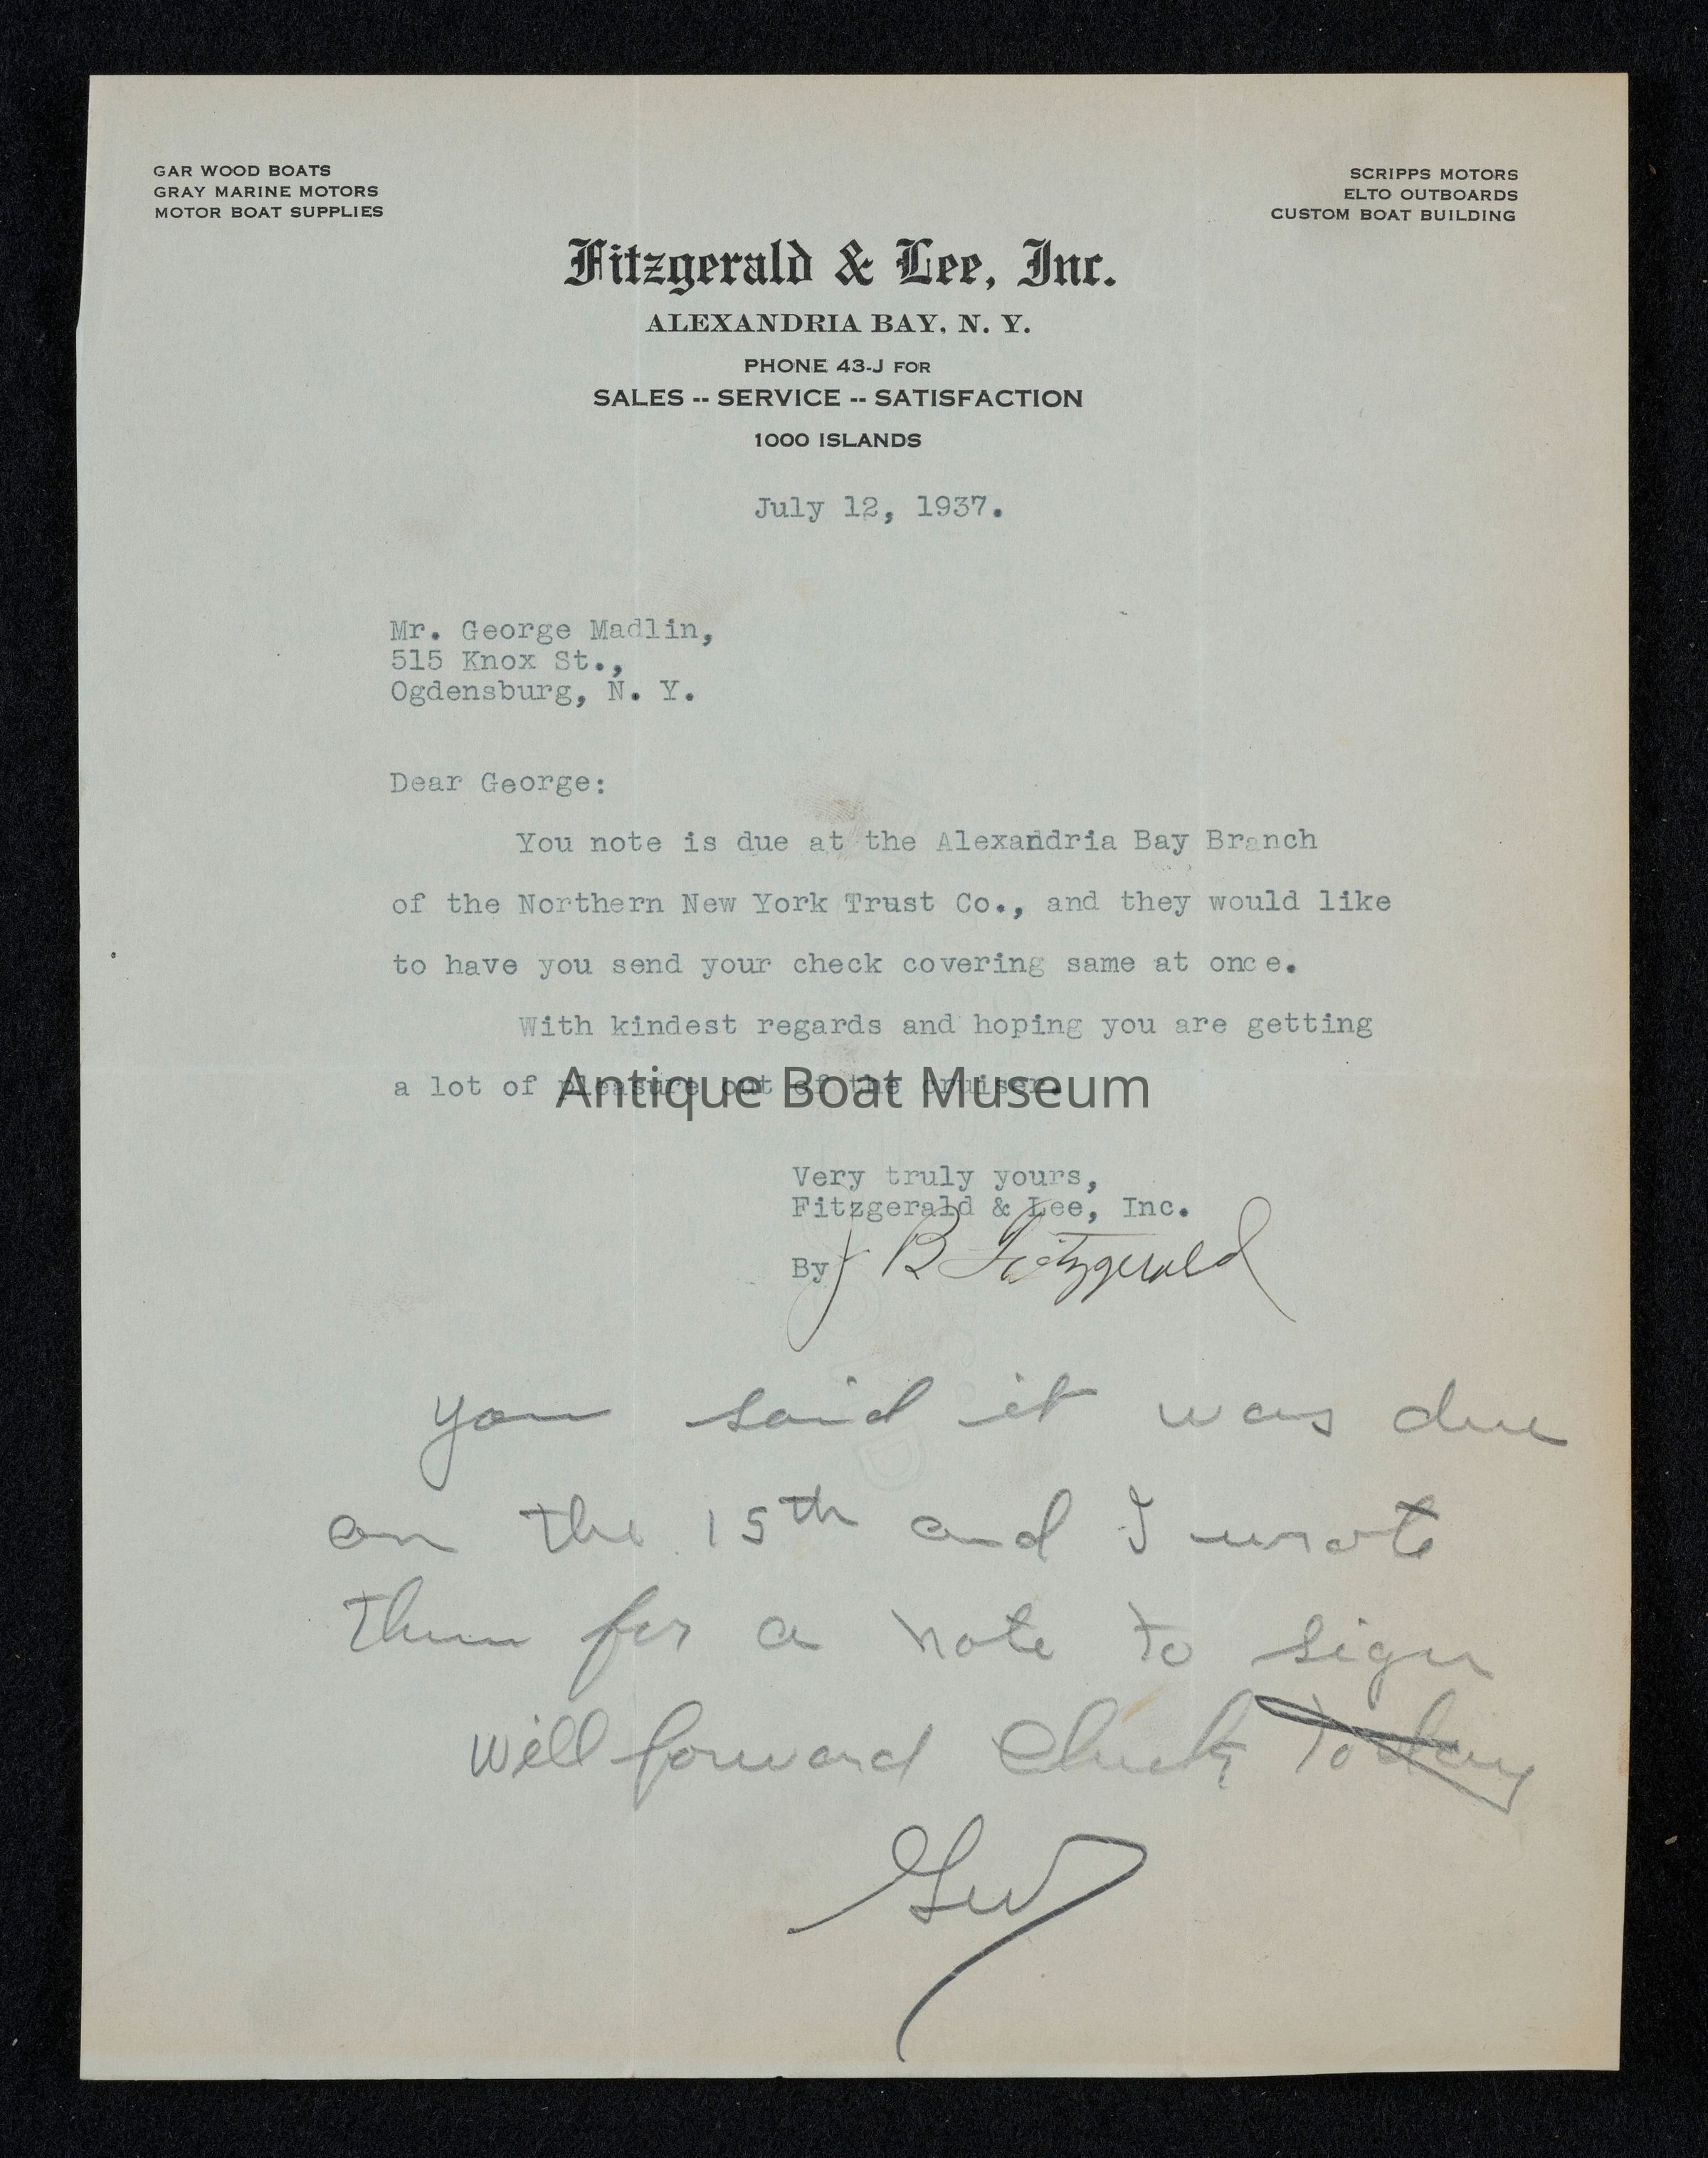 GAR WOOD BOATS
GRAY MARINE MOTORS
MOTOR BOAT SUPPLIES
SCRIPPS MOTORS
ELTO OUTBOARDS
CUSTOM BOAT BUILDING
Fitzgerald & Lee, Inc.
ALEXANDRIA BAY, N. Y.
PHONE 43-J FOR
SALES -- SERVICE -- SATISFACTION
1000 ISLANDS
July 12, 1937.
Mr. George Madlin,
515 Knox St.,
Ogdensburg, N. Y.
Dear George:
You note is due at the Alexandria Bay Branch
of the Northern New York Trust Co., and they would like
to have you send your check covering same at once.
With kindest regards and hoping you are getting
a lot of pleasure out of the cruiser.
Antique Boat Museum
Very truly yours,
Fitzgerald & Lee, Inc.
By J B Fitzgerald
you said it was due
on the 15th and I wrote
them for a note to sign
will forward check today